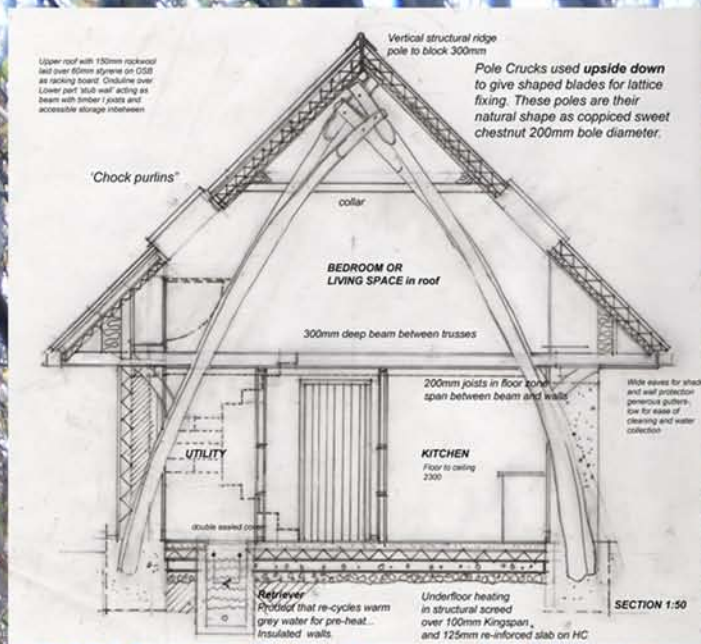 Vertical structural ridge
pole to block 300mm
Upper roof with 150mm rockwool
laid over 60mm styrene on OSB
as racking board. Onduline over
Lower part 'stub wall' acting as
beam with timber I joists and
accessible storage inbetween
Pole Crucks used upside down
to give shaped blades for lattice
fixing. These poles are their
natural shape as coppiced sweet
chestnut 200mm bole diameter.
'Chock purlins"
collar
BEDROOM OR
LIVING SPACE in roof
300mm deep beam between trusses
200mm joists in floor zone
span between beam and walls
Wide eaves for shade
and wall protection
generous gutters-
low for ease of
cleaning and water
collection
UTILITY
KITCHEN
Floor to ceiling
2300
double sealed cover
Retriever
Product that re-cycles warm
grey water for pre-heat...
Insulated walls.
Underfloor heating
in structural screed
over 100mm Kingspan,
and 125mm re-inforced slab on HC
SECTION 1:50